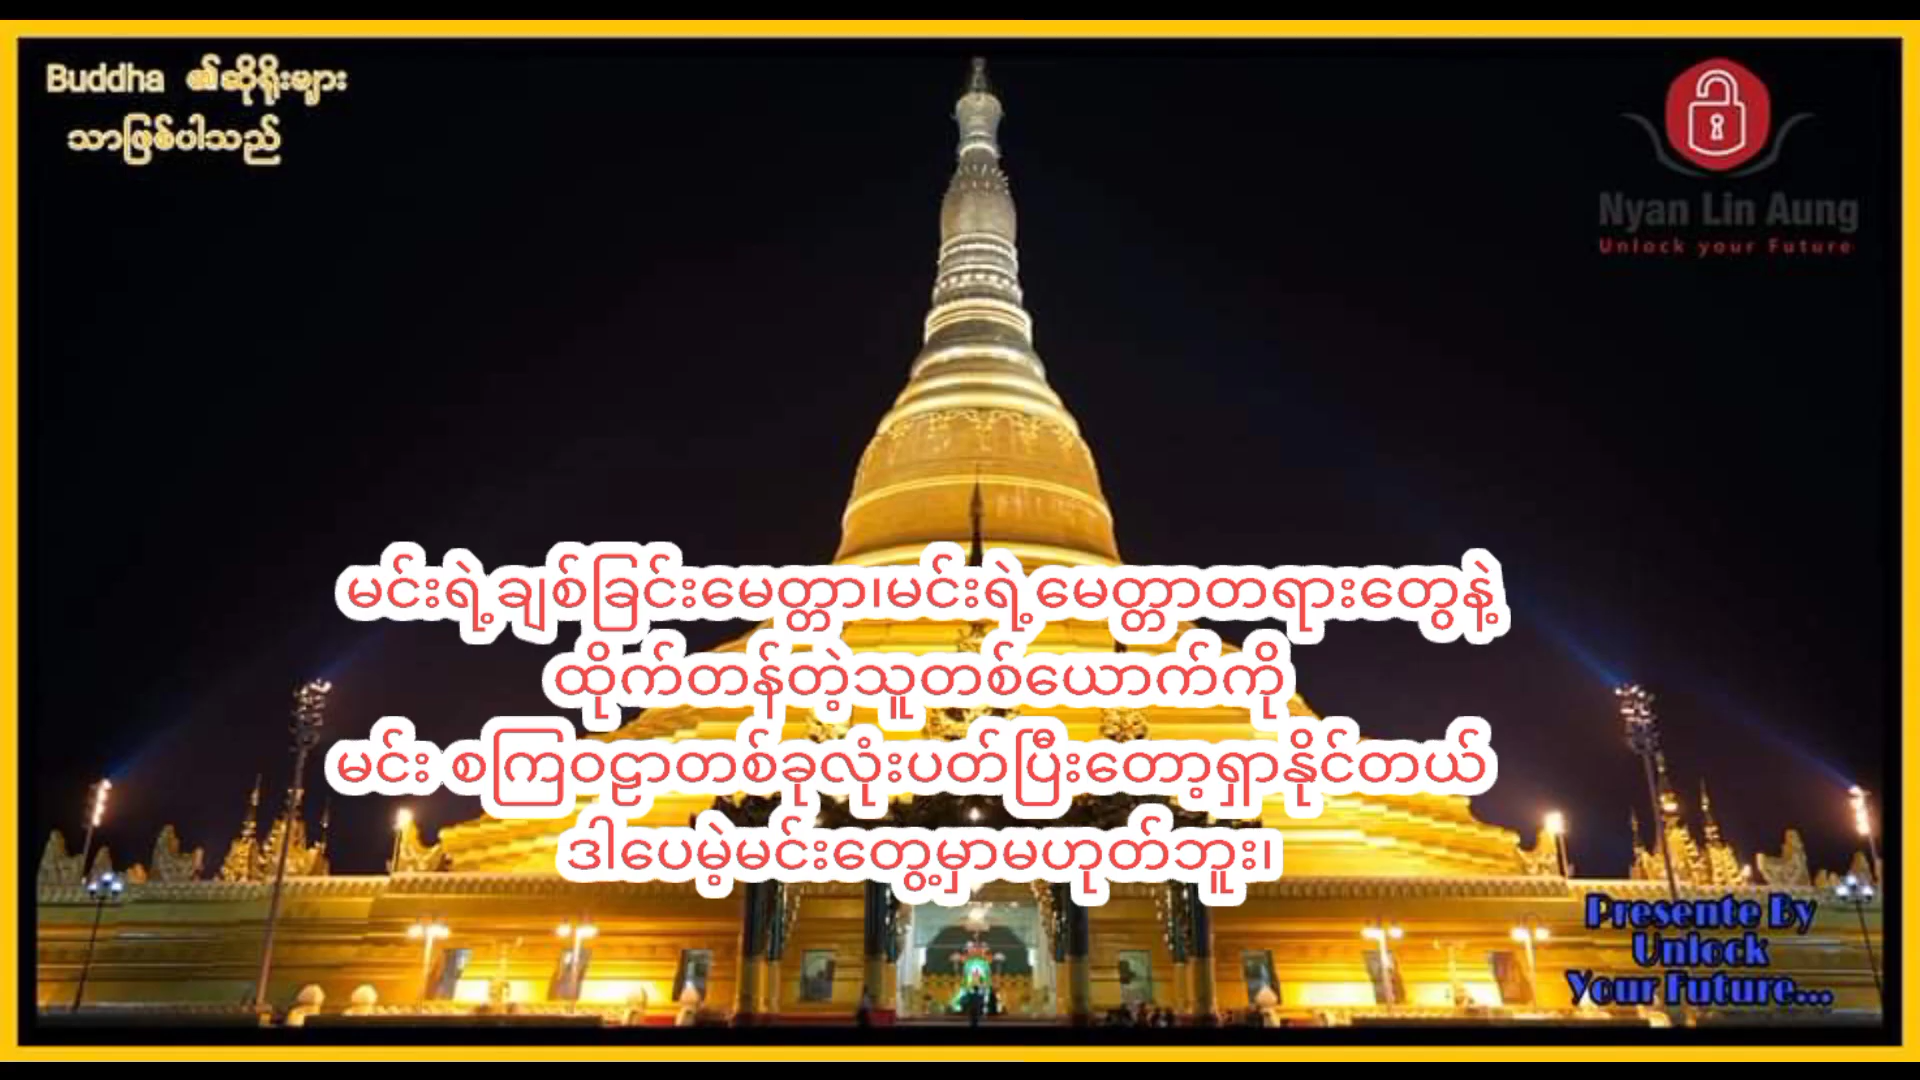 Buddha ၏ဆိုရိုးများ
သာဖြစ်ပါသည်
Nyan Lin Aung
Unlock your Future
မင်းရဲ့ချစ်ခြင်းမေတ္တာ၊မင်းရဲ့မေတ္တာတရားတွေနဲ့
ထိုက်တန်တဲ့သူတစ်ယောက်ကို
မင်း စကြဝဠာတစ်ခုလုံးပတ်ပြီးတော့ရှာနိုင်တယ်
ဒါပေမဲ့မင်းတွေ့မှာမဟုတ်ဘူး၊
Presente By
Unlock
Your Future...